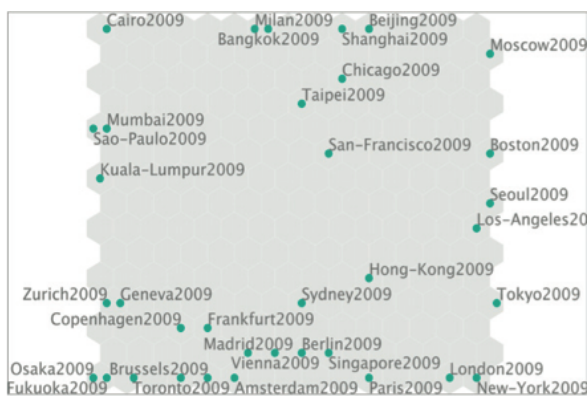 Cairo2009
Milan2009
Beijing2009
Bangkok2009
Shanghai2009
Moscow2009
Chicago2009
Taipei2009
Mumbai2009
Sao-Paulo2009
San-Francisco2009
Boston2009
Kuala-Lumpur2009
Seoul2009
Los-Angeles20
Hong-Kong2009
Zurich2009
Geneva2009
Sydney2009
Tokyo2009
Copenhagen2009
Frankfurt2009
Madrid2009
Berlin2009
Vienna2009
Singapore2009
Osaka2009
Brussels2009
London2009
Fukuoka2009
Toronto2009
Amsterdam2009
Paris2009
New-York2009